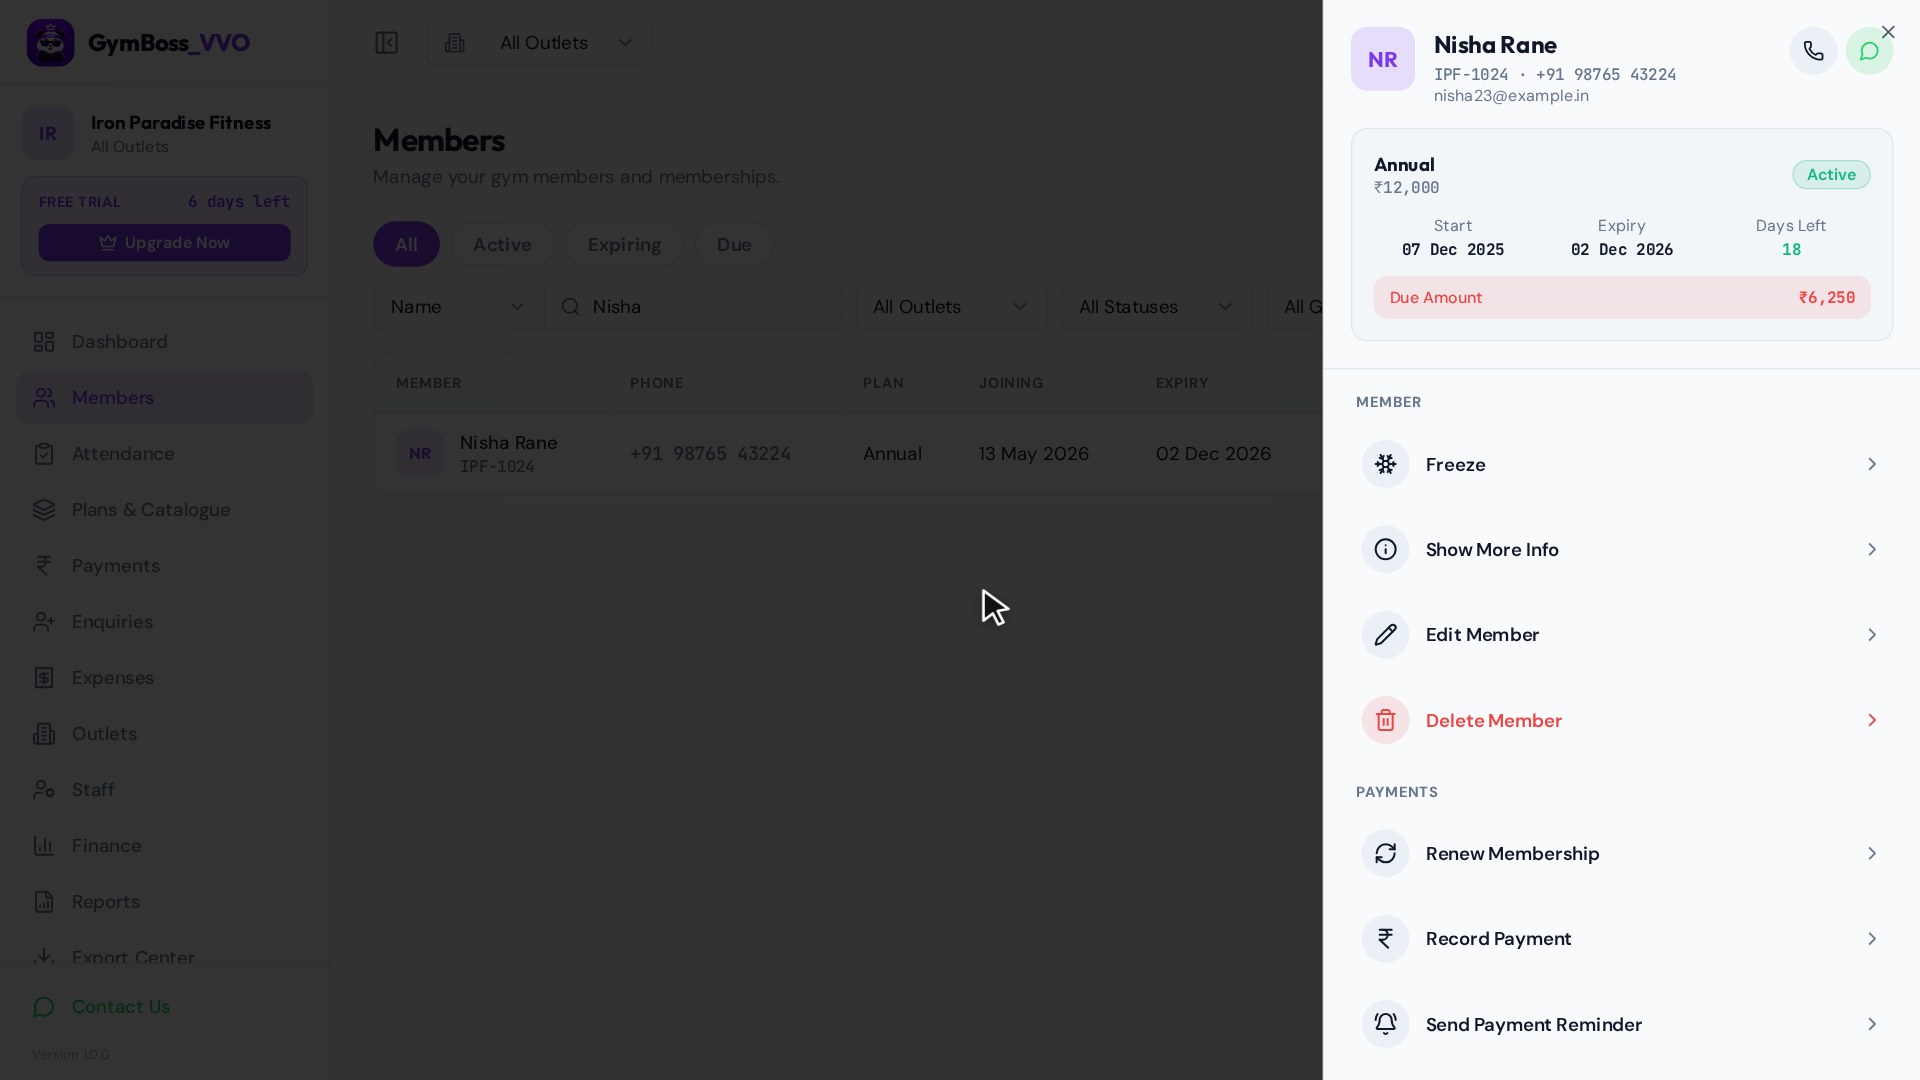 GymBoss_VVO
All Outlets
IR
Iron Paradise Fitness
All Outlets
FREE TRIAL
6 days left
Upgrade Now
Dashboard
Members
Attendance
Plans & Catalogue
Payments
Enquiries
Expenses
Outlets
Staff
Finance
Reports
Export Center
Contact Us
Version 1.0.0
Members
Manage your gym members and memberships.
All
Active
Expiring
Due
Name
Nisha
All Outlets
All Statuses
All G
MEMBER
PHONE
PLAN
JOINING
EXPIRY
NR
Nisha Rane
IPF-1024
+91 98765 43224
Annual
13 May 2026
02 Dec 2026
NR
Nisha Rane
IPF-1024 · +91 98765 43224
nisha23@example.in
Annual
₹12,000
Active
Start
Expiry
Days Left
07 Dec 2025
02 Dec 2026
18
Due Amount
₹6,250
MEMBER
Freeze
Show More Info
Edit Member
Delete Member
PAYMENTS
Renew Membership
Record Payment
Send Payment Reminder